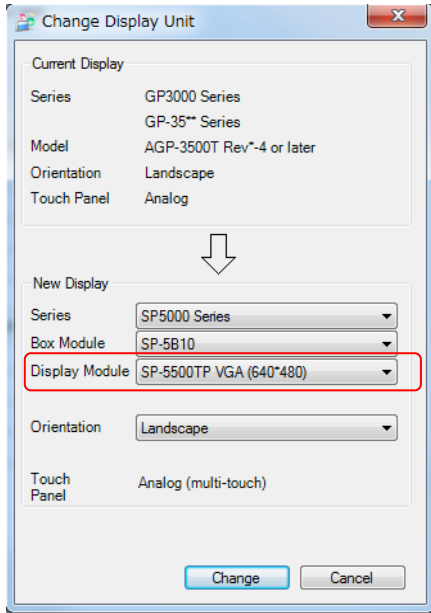 Change Display Unit
Current Display
Series GP3000 Series
GP-35** Series
Model AGP-3500T Rev*-4 or later
Orientation Landscape
Touch Panel Analog
New Display
Series SP5000 Series
Box Module SP-5B10
Display Module SP-5500TP VGA (640*480)
Orientation Landscape
Touch
Panel Analog (multi-touch)
Change Cancel